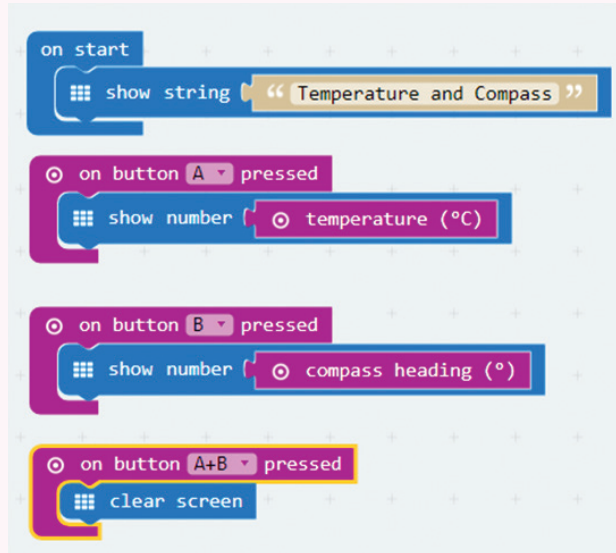 on start
show string “ Temperature and Compass ”
on button A pressed
show number temperature (ºC)
on button B pressed
show number compass heading (º)
on button A+B pressed
clear screen